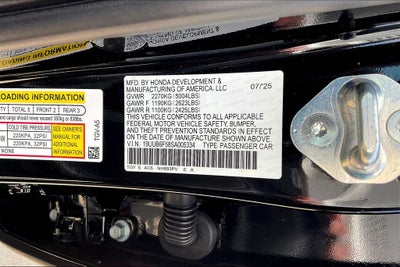 MFD. BY HONDA DEVELOPMENT & 07/25
MANUFACTURING OF AMERICA, LLC
GVWR 2270KG(5004LBS)
GAWR F 1190KG(2623LBS)
GAWR R 1100KG(2425LBS)
THIS VEHICLE CONFORMS TO ALL APPLICABLE
FEDERAL MOTOR VEHICLE SAFETY, BUMPER,
AND THEFT PREVENTION STANDARDS IN
EFFECT ON THE DATE OF
MANUFACTURE SHOWN ABOVE.
V.I.N. 19UUB6F58SA005334 TYPE PASSENGER CAR
LOADING INFORMATION
TOTAL 5 FRONT 2 REAR 3
COLD TIRE PRESSURE
220KPA, 32PSI
220KPA, 32PSI
NONE
SEE OWNERS
MANUAL FOR
ADDITIONAL
INFORMATION
TGVA5